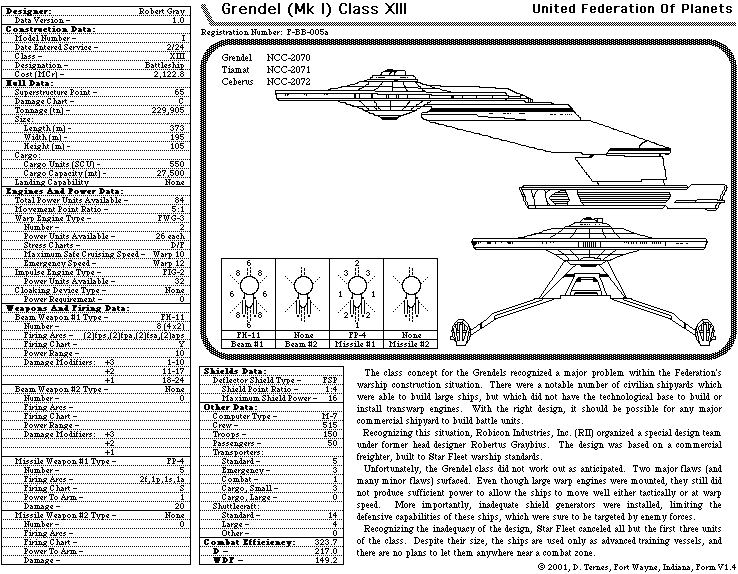 Grendel (Mk I) Class XIII
United Federation Of Planets
Registration Number: F-BB-005a
Designer: Robert Gray
Data Version – 1.0
Construction Data:
Model Number – I
Date Entered Service – 2/24
Class – XIII
Designation – Battleship
Cost (MCr) – 2,122.8
Hull Data:
Superstructure Point – 65
Damage Chart – C
Tonnage (tn) – 229,905
Size:
Length (m) – 373
Width (m) – 195
Height (m) – 105
Cargo:
Cargo Units (SCU) – 550
Cargo Capacity (mt) – 27,500
Landing Capability None
Engines And Power Data:
Total Power Units Available – 84
Movement Point Ratio – 5:1
Warp Engine Type – FWG-3
Number – 2
Power Units Available – 26 each
Stress Charts – D/F
Maximum Safe Cruising Speed – Warp 10
Emergency Speed – Warp 12
Impulse Engine Type – FIG-2
Power Units Available – 32
Cloaking Device Type – None
Power Requirement – 0
Weapons And Firing Data:
Beam Weapon #1 Type – FH-11
Number – 8 (4x2)
Firing Arcs – (2)fps,(2)fpa,(2)fsa,(2)aps
Firing Chart – Y
Power Range – 10
Damage Modifiers: +3 1-10
+2 11-17
+1 18-24
Beam Weapon #2 Type – None
Number – 0
Firing Arcs –
Firing Chart –
Power Range –
Damage Modifiers: +3
+2
+1
Missile Weapon #1 Type – FP-4
Number – 5
Firing Arcs – 2f,1p,1s,1a
Firing Chart – S
Power To Arm – 1
Damage – 20
Missile Weapon #2 Type – None
Number – 0
Firing Arcs –
Firing Chart –
Power To Arm –
Damage –
Grendel NCC-2070
Tiamat NCC-2071
Ceberus NCC-2072
6 2
8 8 3 3
6 6 1 1
8 8 2 2
6 1
FH-11 None FP-4 None
Beam #1 Beam #2 Missile #1 Missile #2
Shields Data:
Deflector Shield Type – FSP
Shield Point Ratio – 1:4
Maximum Shield Power – 16
Other Data:
Computer Type – M-7
Crew – 515
Troops – 150
Passengers – 50
Transporters:
Standard – 5
Emergency – 3
Combat – 1
Cargo, Small – 3
Cargo, Large – 0
Shuttlecraft:
Standard – 14
Large – 4
Other – 0
Combat Efficiency: 323.7
D – 217.0
WDF – 149.2
The class concept for the Grendels recognized a major problem within the Federation's
warship construction situation. There were a notable number of civilian shipyards which
were able to build large ships, but which did not have the technological base to build or
install transwarp engines. With the right design, it should be possible for any major
commercial shipyard to build battle units.
Recognizing this situation, Robicon Industries, Inc. (RII) organized a special design team
under former head designer Robertus Graybius. The design was based on a commercial
freighter, built to Star Fleet warship standards.
Unfortunately, the Grendel class did not work out as anticipated. Two major flaws (and
many minor flaws) surfaced. Even though large warp engines were mounted, they still did
not produce sufficient power to allow the ships to move well either tactically or at warp
speed. More importantly, inadequate shield generators were installed, limiting the
defensive capabilities of these ships, which were sure to be targeted by enemy forces.
Recognizing the inadequacy of the design, Star Fleet canceled all but the first three units
of the class. Despite their size, the ships are used only as advanced training vessels, and
there are no plans to let them anywhere near a combat zone.
© 2001, D. Ternes, Fort Wayne, Indiana, Form V1.4